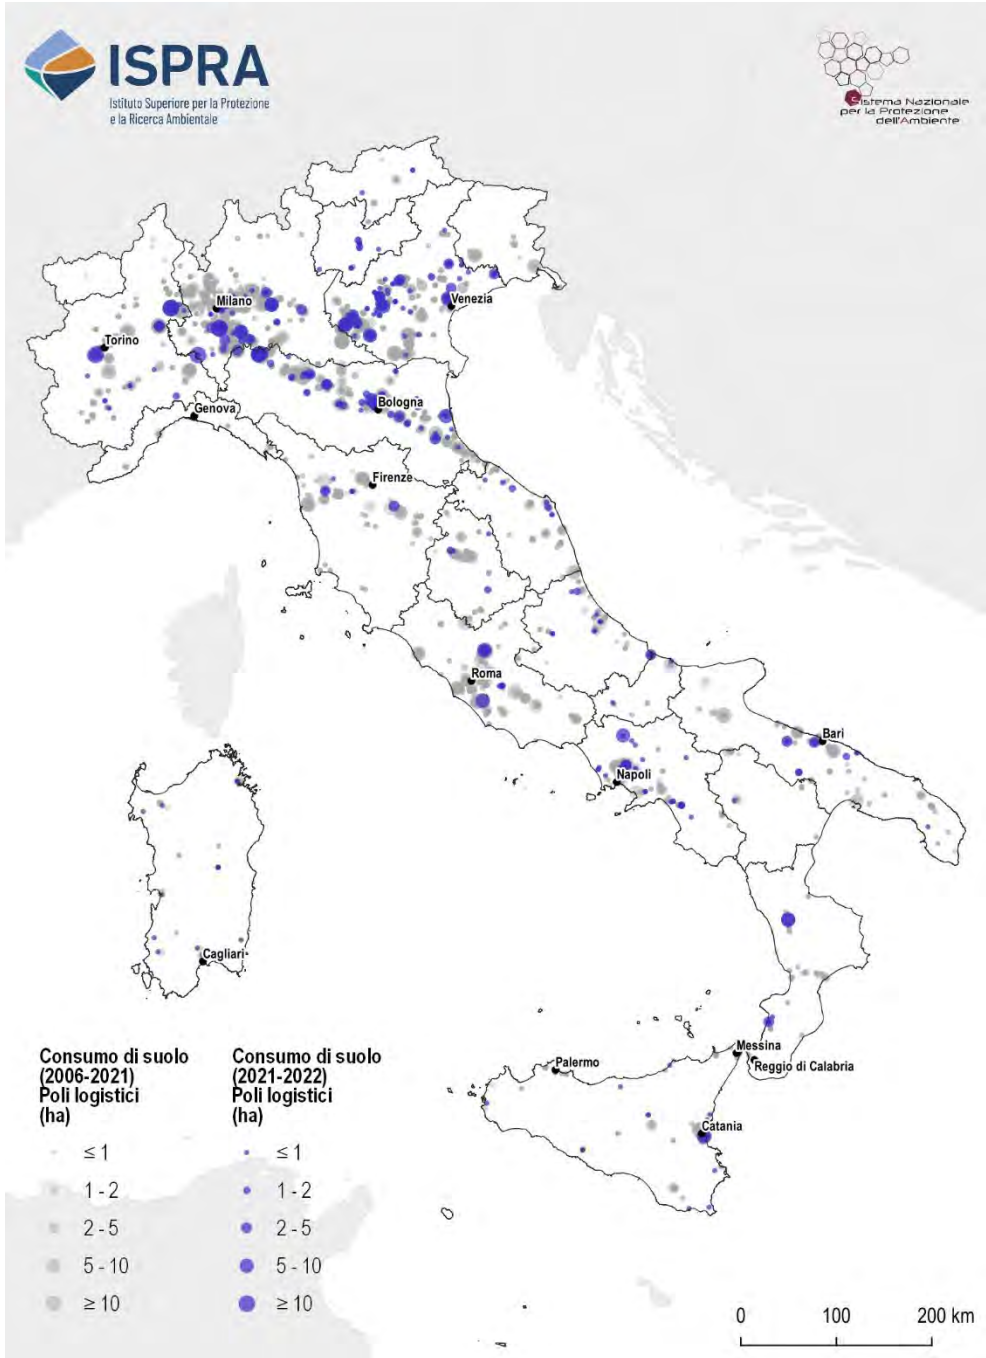 ISPRA
Istituto Superiore per la Protezione
e la Ricerca Ambientale
Sistema Nazionale
per la Protezione
dell'Ambiente
Milano
Venezia
Torino
Bologna
Genova
Firenze
Roma
Bari
Napoli
Cagliari
Messina
Palermo
Reggio di Calabria
Catania
Consumo di suolo
(2006-2021)
Poli logistici
(ha)
≤ 1
1 - 2
2 - 5
5 - 10
≥ 10
Consumo di suolo
(2021-2022)
Poli logistici
(ha)
≤ 1
1 - 2
2 - 5
5 - 10
≥ 10
0 100 200 km